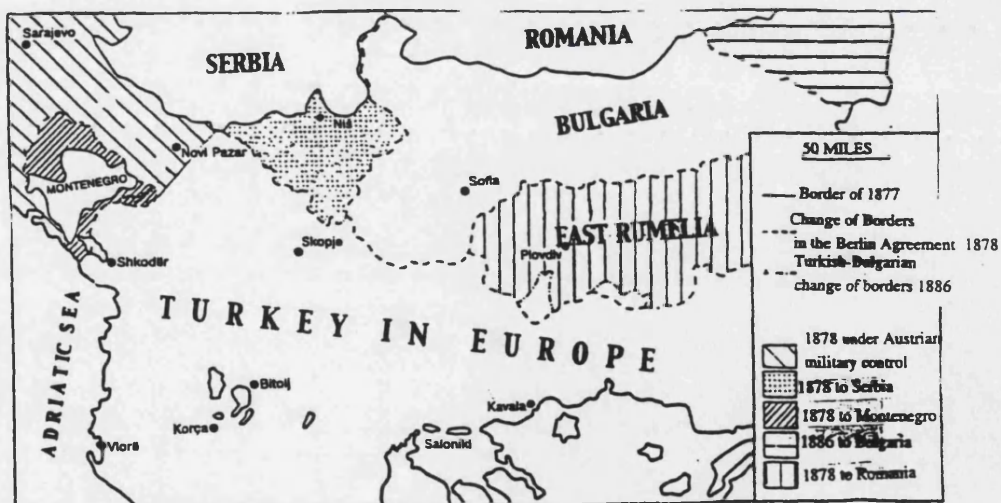 Sarajevo
SERBIA
ROMANIA
Niš
BULGARIA
Novi Pazar
MONTENEGRO
Sofia
EAST RUMELIA
Skopje
Plovdiv
Shkodër
TURKEY IN EUROPE
ADRIATIC SEA
Bitolj
Kavala
Korça
Saloniki
Vlorë
50 MILES
Border of 1877
Change of Borders
in the Berlin Agreement 1878
Turkish-Bulgarian
change of borders 1886
1878 under Austrian
military control
1878 to Serbia
1878 to Montenegro
1886 to Bulgaria
1878 to Romania